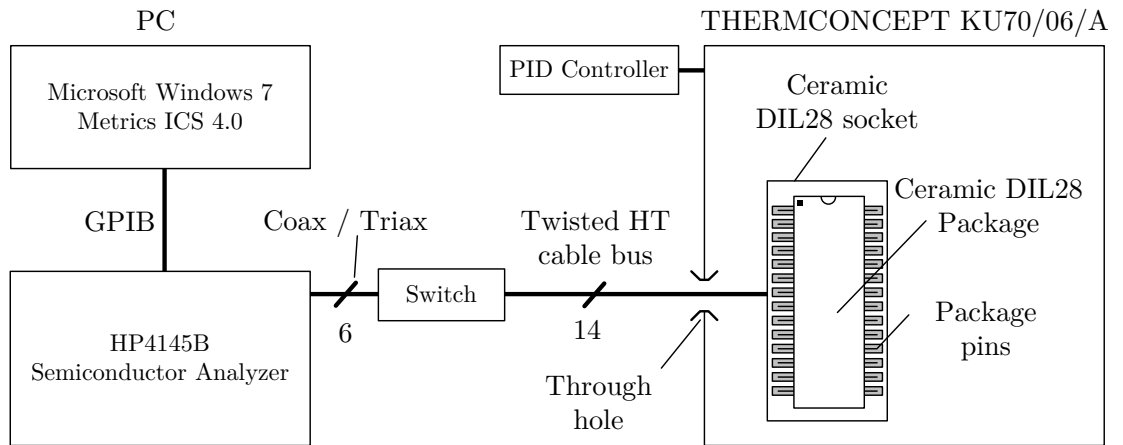 PC
THERMCONCEPT KU70/06/A
Microsoft Windows 7
Metrics ICS 4.0
PID Controller
Ceramic
DIL28 socket
GPIB
Coax / Triax
Twisted HT
cable bus
Ceramic DIL28
Package
HP4145B
Semiconductor Analyzer
6
Switch
14
Through
hole
Package
pins